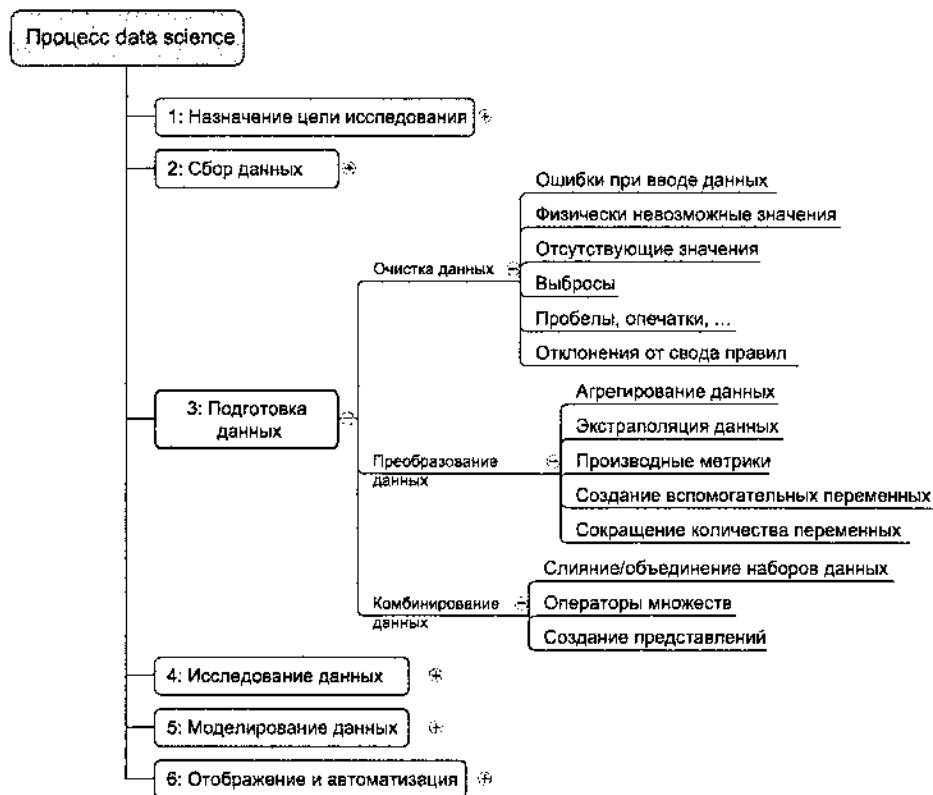 Процесс data science
1: Назначение цели исследования
2: Сбор данных
Ошибки при вводе данных
Физически невозможные значения
Отсутствующие значения
Очистка данных
Выбросы
Пробелы, опечатки, ...
Отклонения от свода правил
3: Подготовка
данных
Агрегирование данных
Экстраполяция данных
Преобразование
данных
Производные метрики
Создание вспомогательных переменных
Сокращение количества переменных
Слияние/объединение наборов данных
Комбинирование
данных
Операторы множеств
Создание представлений
4: Исследование данных
5: Моделирование данных
6: Отображение и автоматизация